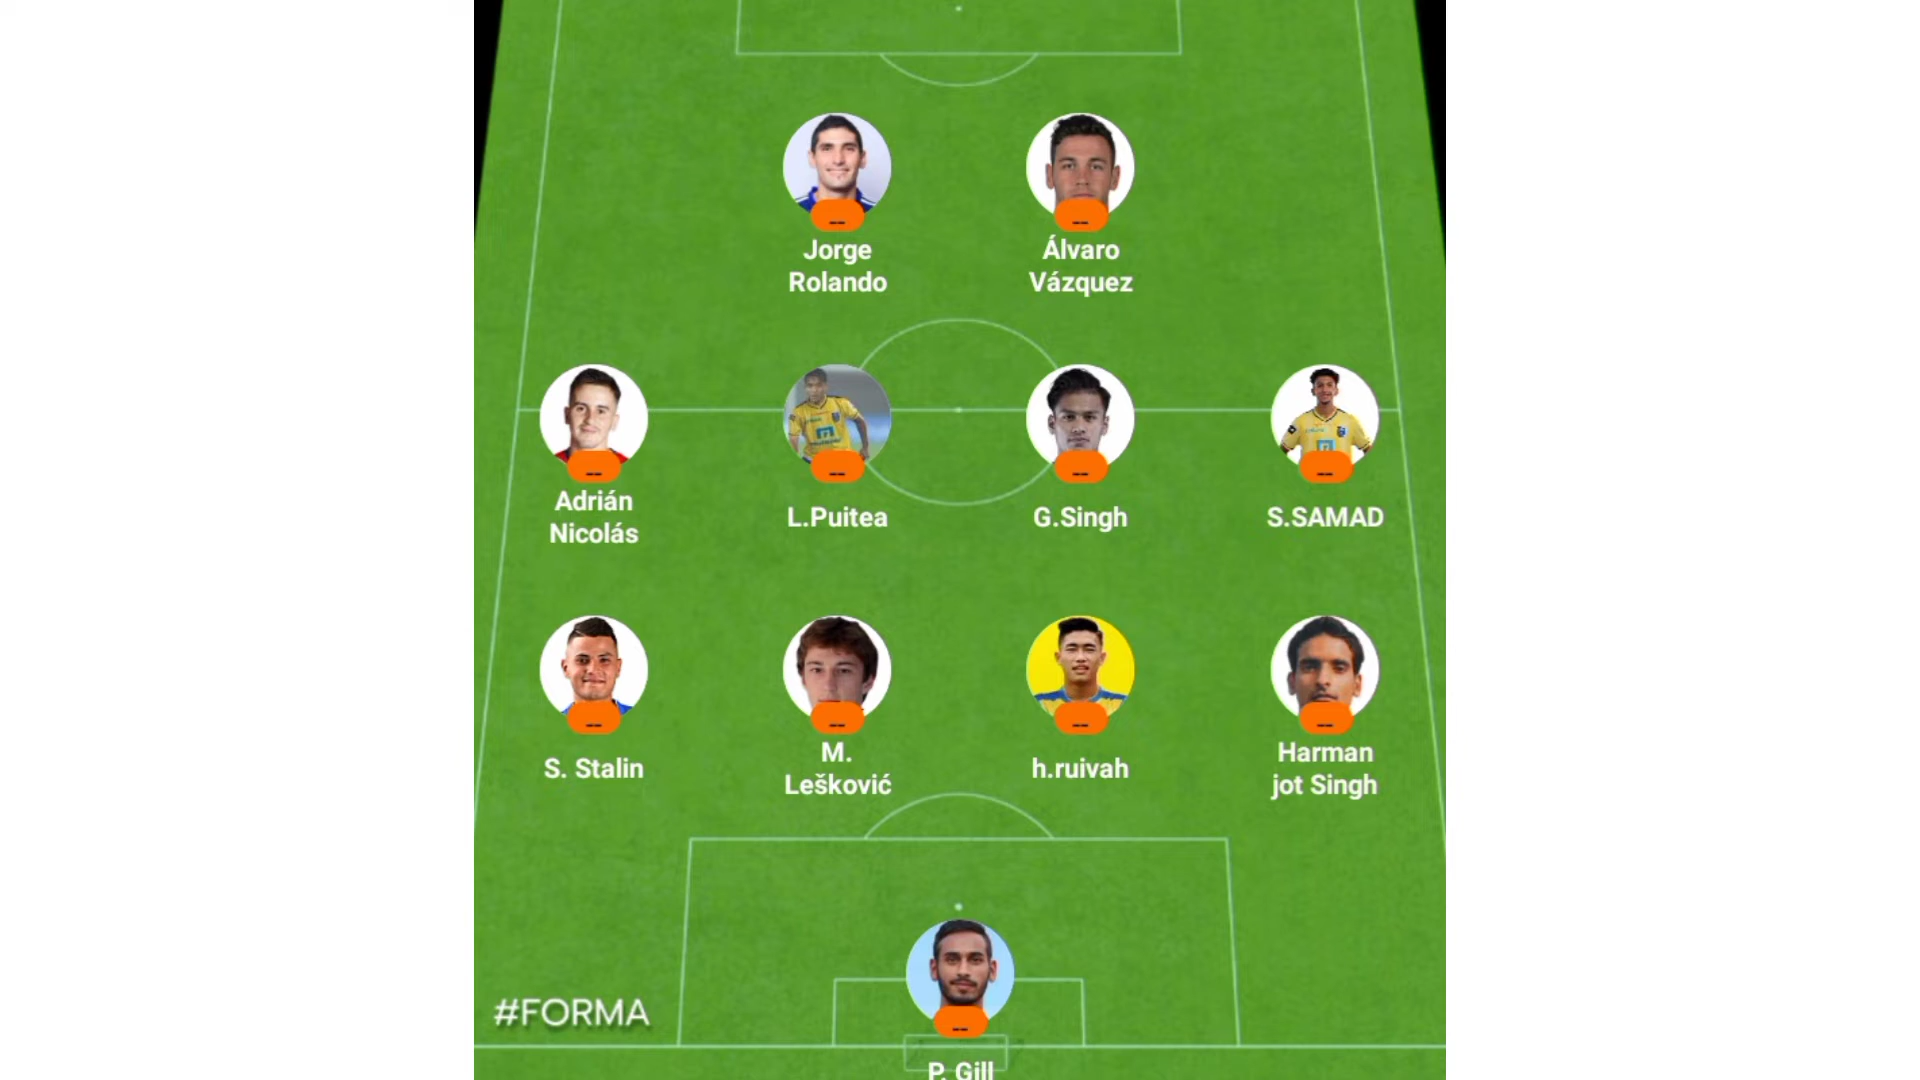 --
--
Jorge
Rolando
Álvaro
Vázquez
--
--
--
--
Adrián
Nicolás
L.Puitea
G.Singh
S.SAMAD
--
--
--
--
S. Stalin
M.
Lešković
h.ruivah
Harman
jot Singh
--
#FORMA
P. Gill